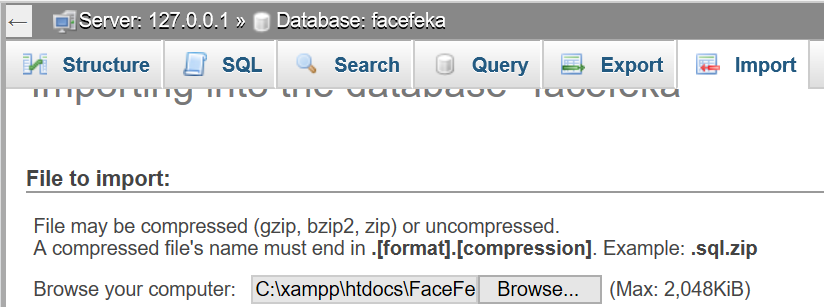 ← Server: 127.0.0.1 » Database: facefeka
Structure SQL Search Query Export Import
Importing into the database "facefeka"
File to import:
File may be compressed (gzip, bzip2, zip) or uncompressed.
A compressed file's name must end in .[format].[compression]. Example: .sql.zip
Browse your computer: C:\xampp\htdocs\FaceFe Browse... (Max: 2,048KiB)